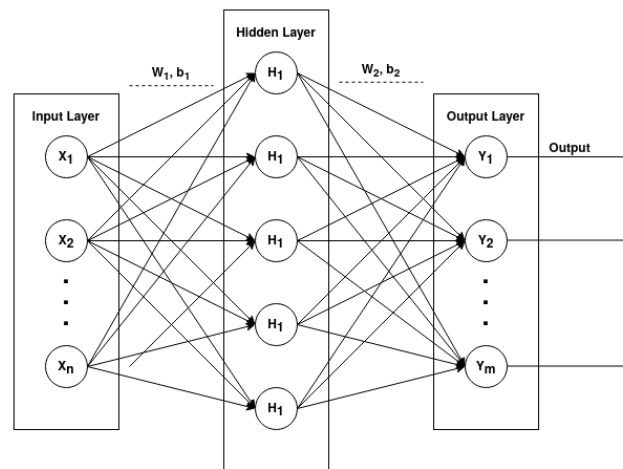 Hidden Layer
W1, b1
H1
W2, b2
Input Layer
Output Layer
X1
H1
Y1
Output
X2
H1
Y2
H1
Xn
Ym
H1